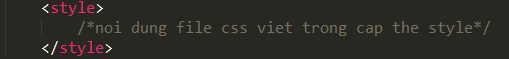 <style>
/*noi dung file css viet trong cap the style*/
</style>